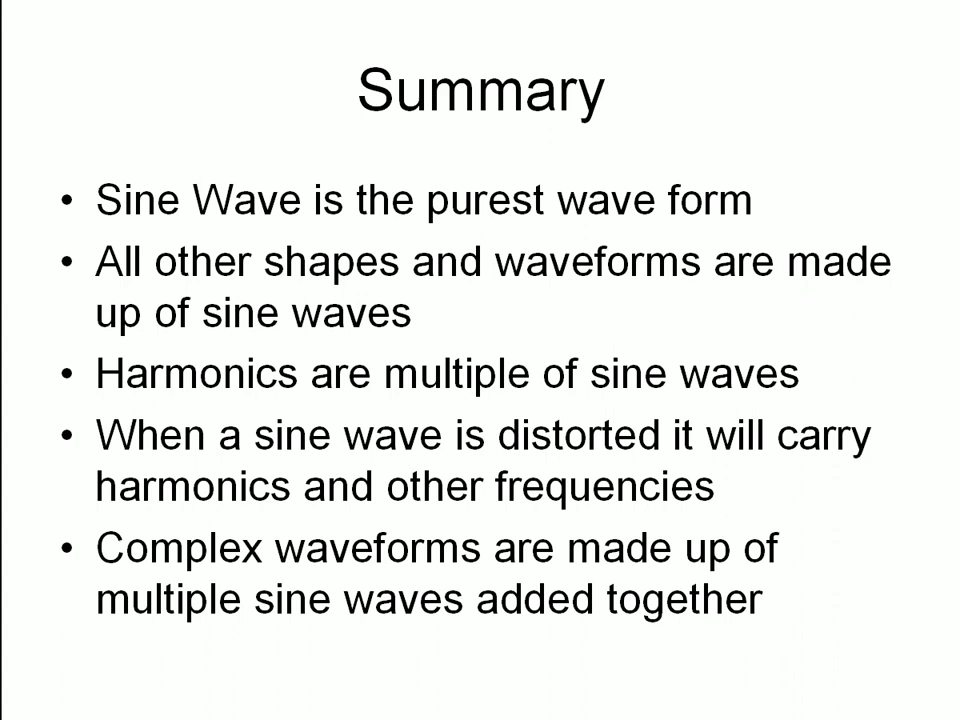 Summary
• Sine Wave is the purest wave form
• All other shapes and waveforms are made
up of sine waves
• Harmonics are multiple of sine waves
• When a sine wave is distorted it will carry
harmonics and other frequencies
• Complex waveforms are made up of
multiple sine waves added together